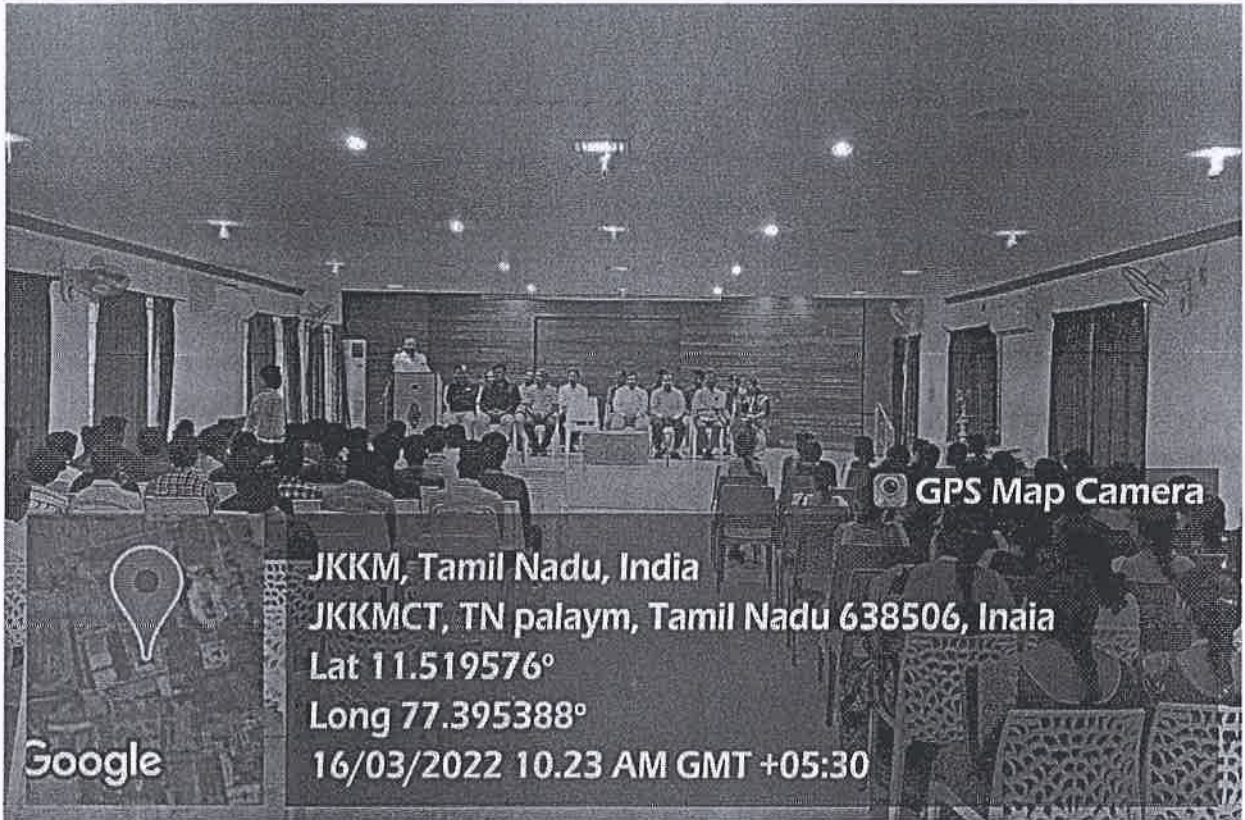 GPS Map Camera
JKKM, Tamil Nadu, India
JKKMCT, TN palaym, Tamil Nadu 638506, Inaia
Lat 11.519576°
Long 77.395388°
16/03/2022 10.23 AM GMT +05:30
Google